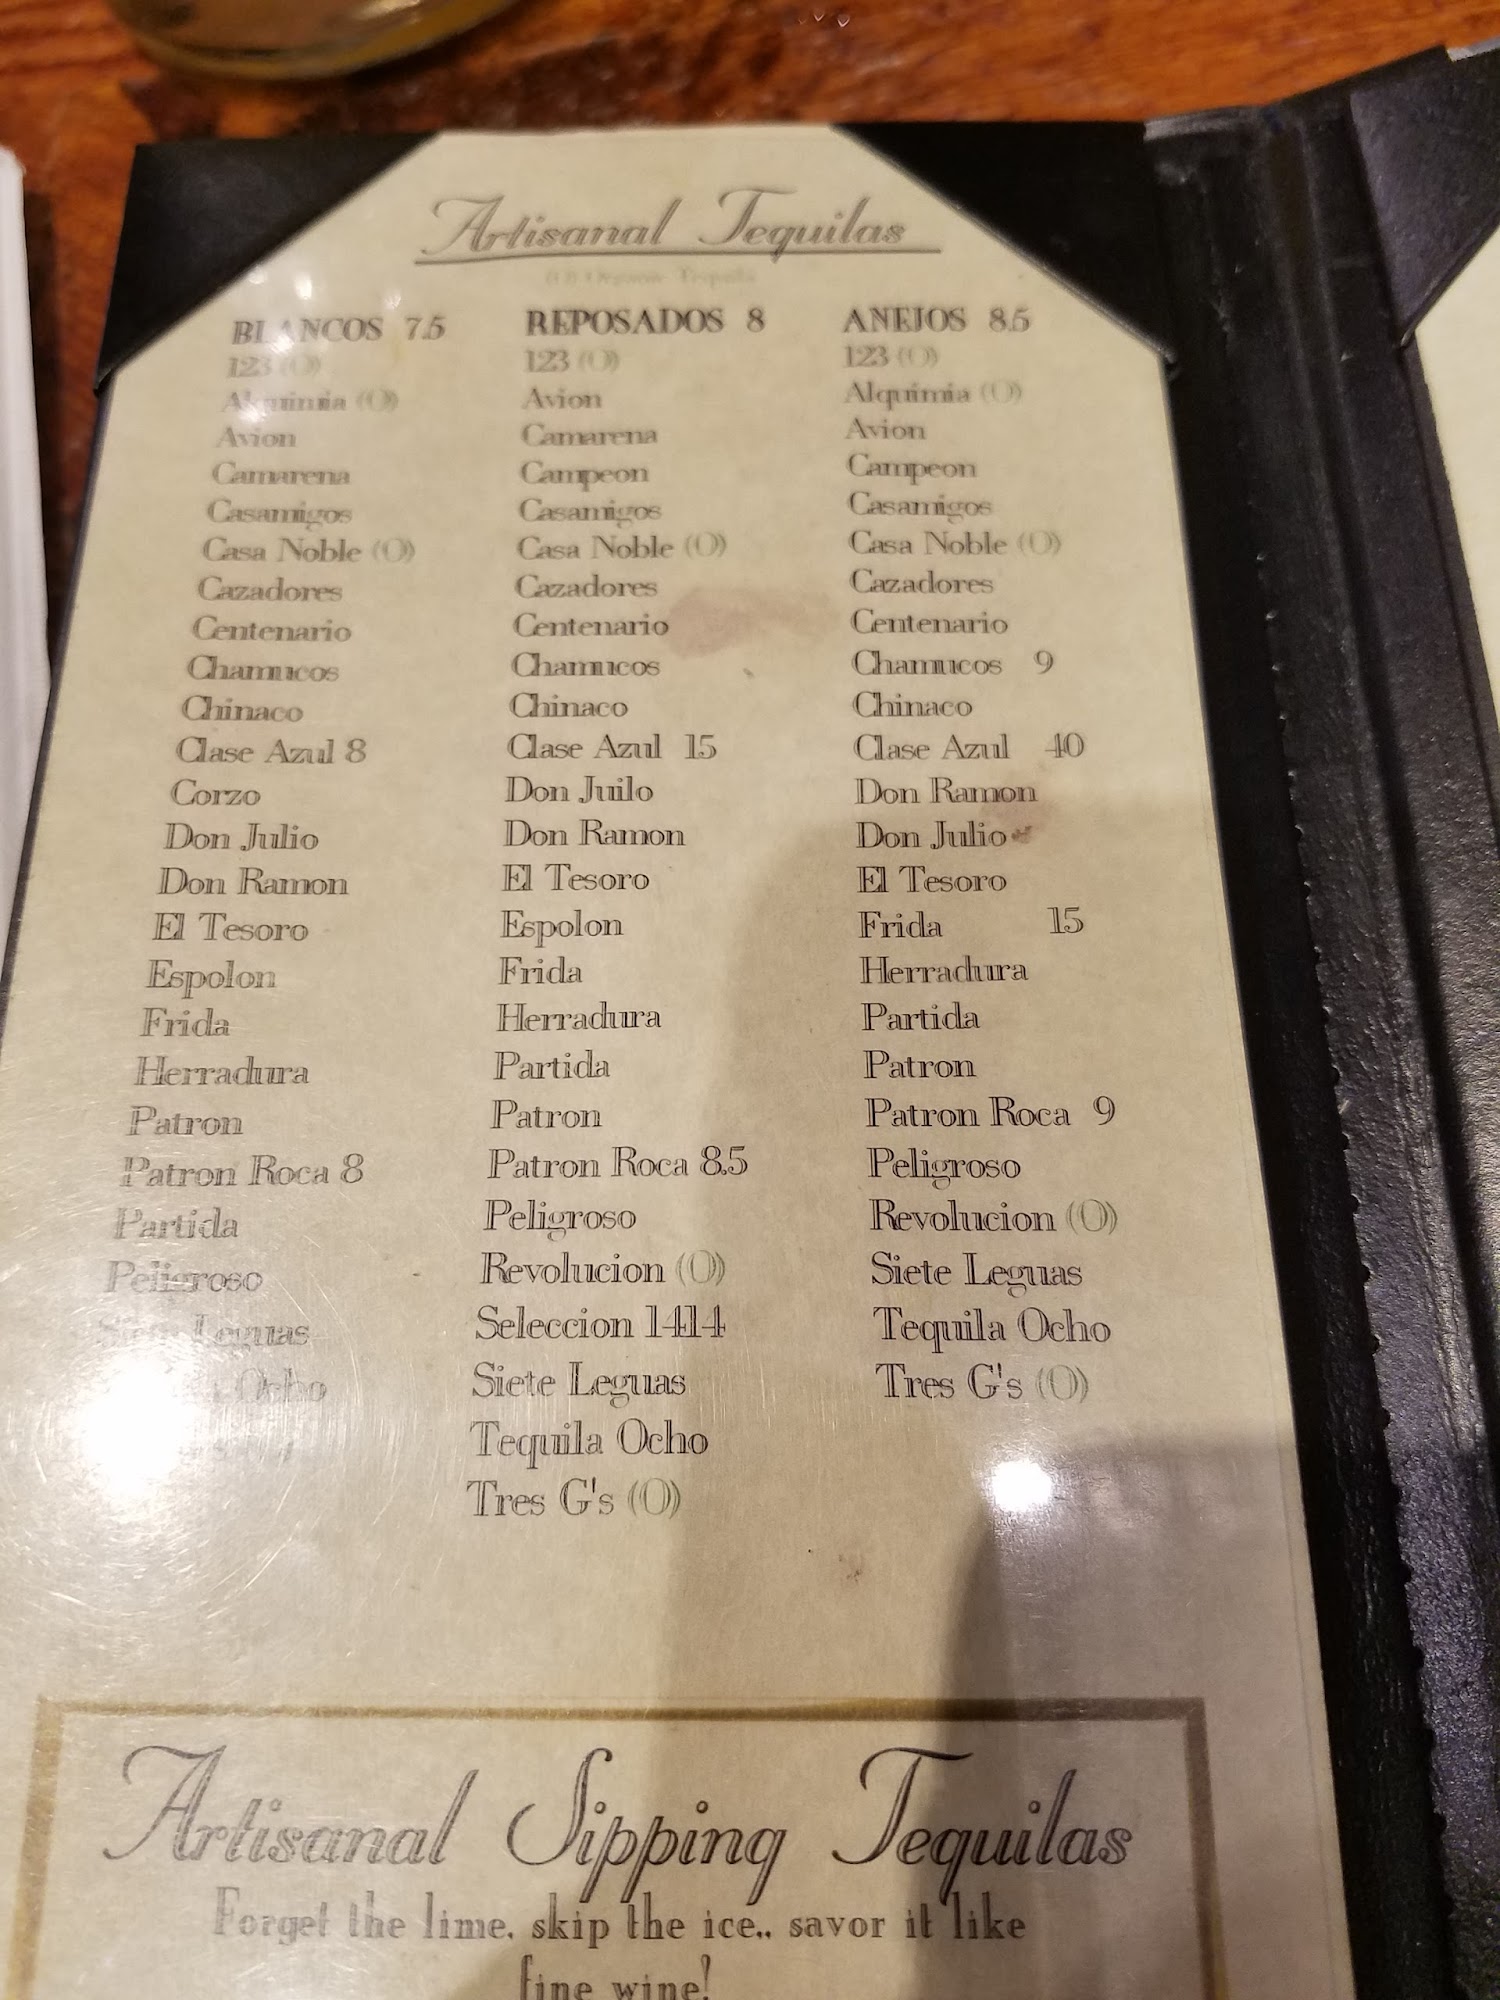 Artisanal Tequilas
(O) Organic Tequila
BLANCOS 7.5
123 (O)
Alquimia (O)
Avion
Camarena
Casamigos
Casa Noble (O)
Cazadores
Centenario
Chamucos
Chinaco
Clase Azul 8
Corzo
Don Julio
Don Ramon
El Tesoro
Espolon
Frida
Herradura
Patron
Patron Roca 8
Partida
Peligroso
Siete Leguas
Ocho
REPOSADOS 8
123 (O)
Avion
Camarena
Campeon
Casamigos
Casa Noble (O)
Cazadores
Centenario
Chamucos
Chinaco
Clase Azul 15
Don Juilo
Don Ramon
El Tesoro
Espolon
Frida
Herradura
Partida
Patron
Patron Roca 8.5
Peligroso
Revolucion (O)
Seleccion 1414
Siete Leguas
Tequila Ocho
Tres G's (O)
ANEJOS 8.5
123 (O)
Alquimia (O)
Avion
Campeon
Casamigos
Casa Noble (O)
Cazadores
Centenario
Chamucos 9
Chinaco
Clase Azul 40
Don Ramon
Don Julio
El Tesoro
Frida 15
Herradura
Partida
Patron
Patron Roca 9
Peligroso
Revolucion (O)
Siete Leguas
Tequila Ocho
Tres G's (O)
Artisanal Sipping Tequilas
Forget the lime, skip the ice,, savor it like
fine wine!